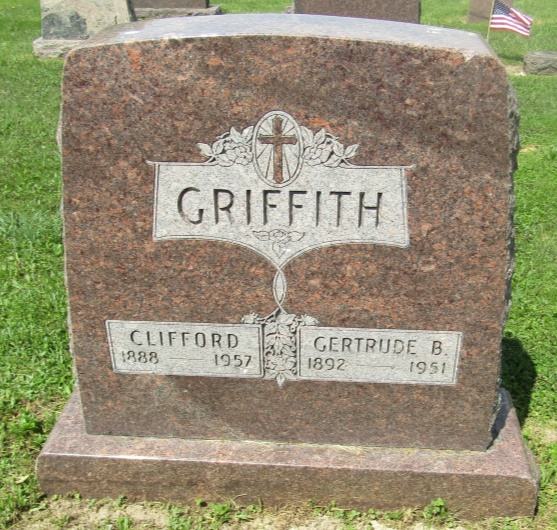 GRIFFITH
CLIFFORD
1888 — 1957
GERTRUDE B.
1892 — 1951